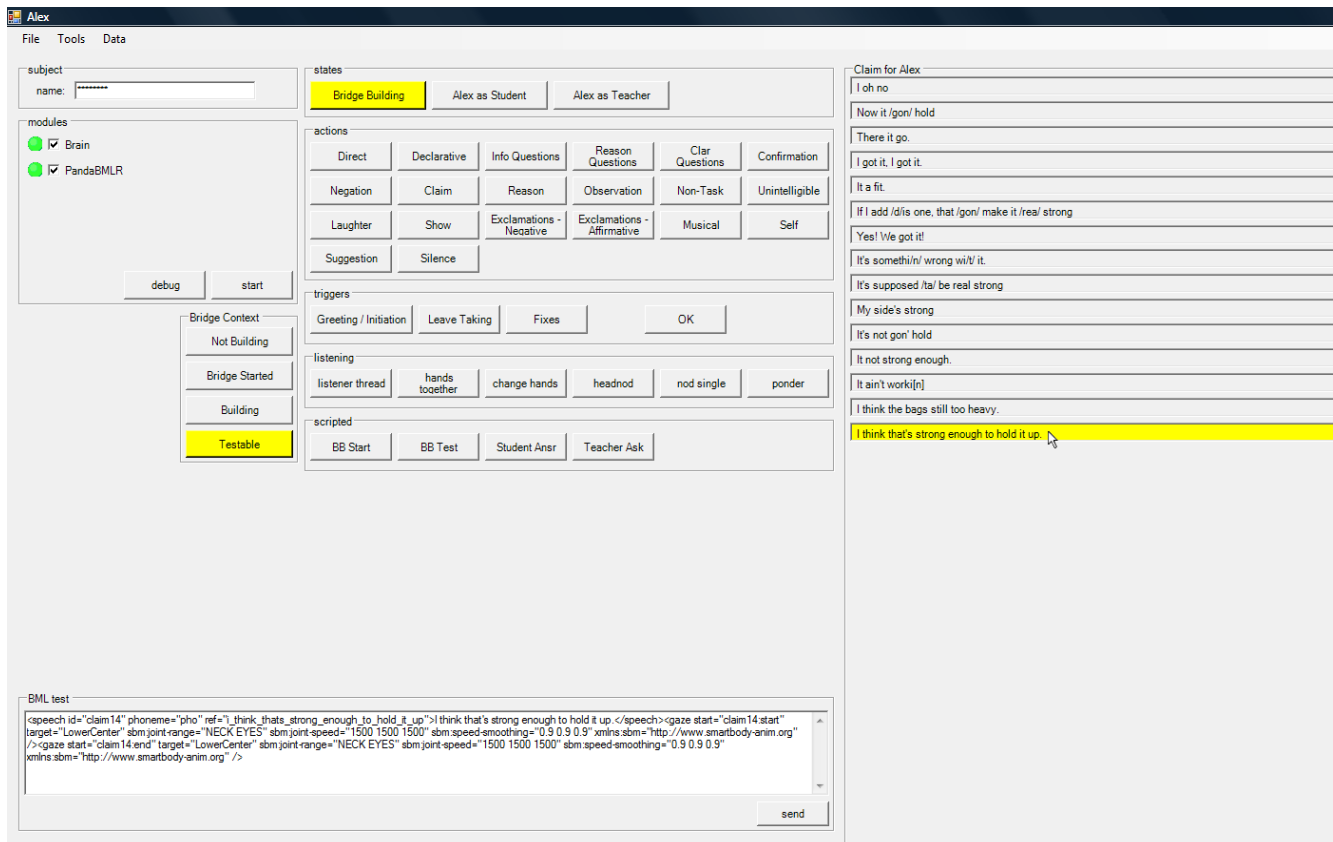 Alex
File Tools Data
subject
name: ********
modules
Brain
PandaBMLR
debug start
Bridge Context
Not Building
Bridge Started
Building
Testable
states
Bridge Building Alex as Student Alex as Teacher
actions
Direct Declarative Info Questions Reason Questions Clar Questions Confirmation
Negation Claim Reason Observation Non-Task Unintelligible
Laughter Show Exclamations - Negative Exclamations - Affirmative Musical Self
Suggestion Silence
triggers
Greeting / Initiation Leave Taking Fixes OK
listening
listener thread hands together change hands headnod nod single ponder
scripted
BB Start BB Test Student Ansr Teacher Ask
Claim for Alex
I oh no
Now it /gon/ hold
There it go.
I got it, I got it.
It a fit.
If I add /d/is one, that /gon/ make it /rea/ strong
Yes! We got it!
It's somethi/n/ wrong wi/t/ it.
It's supposed /ta/ be real strong
My side's strong
It's not gon' hold
It not strong enough.
It ain't worki[n]
I think the bags still too heavy.
I think that's strong enough to hold it up.
BML test
<speech id="claim14" phoneme="pho" ref="i_think_thats_strong_enough_to_hold_it_up">I think that's strong enough to hold it up.</speech><gaze start="claim14:start"
target="LowerCenter" sbm:joint-range="NECK EYES" sbm:joint-speed="1500 1500 1500" sbm:speed-smoothing="0.9 0.9 0.9" xmlns:sbm="http://www.smartbody-anim.org"
/><gaze start="claim14:end" target="LowerCenter" sbm:joint-range="NECK EYES" sbm:joint-speed="1500 1500 1500" sbm:speed-smoothing="0.9 0.9 0.9"
xmlns:sbm="http://www.smartbody-anim.org" />
send